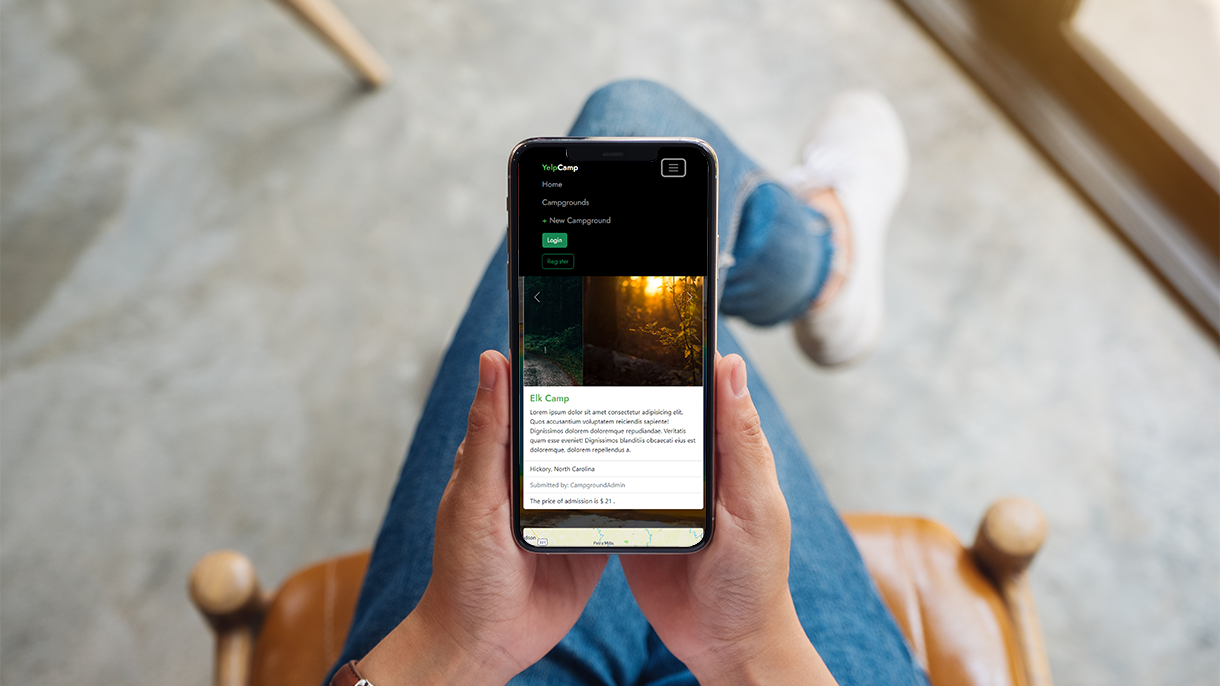 YelpCamp
Home
Campgrounds
+ New Campground
Login
Register
Elk Camp
Lorem ipsum dolor sit amet consectetur adipisicing elit.
Quos accusantium voluptatem reiciendis sapiente!
Dignissimos dolorem doloremque repudiandae. Veritatis
quam esse eveniet! Dignissimos blanditiis obcaecati eius est
doloremque, dolorem repellendus a.
Hickory, North Carolina
Submitted by: CampgroundAdmin
The price of admission is $ 21 .
dson